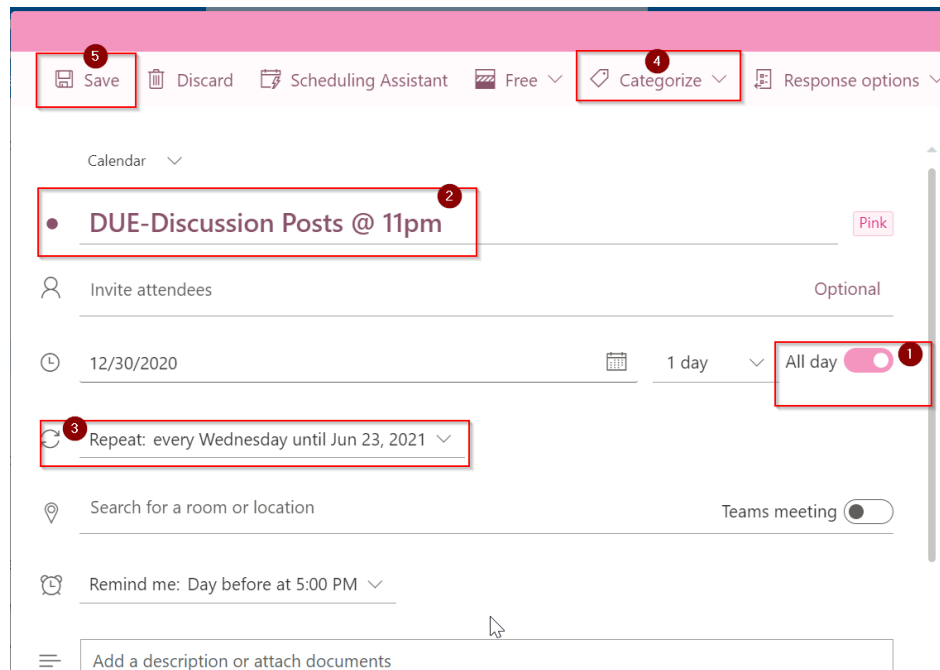 5 4
Save Discard Scheduling Assistant Free Categorize Response options
Calendar
2
DUE-Discussion Posts @ 11pm Pink
Invite attendees Optional
12/30/2020 1 day All day 1
3 Repeat: every Wednesday until Jun 23, 2021
Search for a room or location Teams meeting
Remind me: Day before at 5:00 PM
Add a description or attach documents